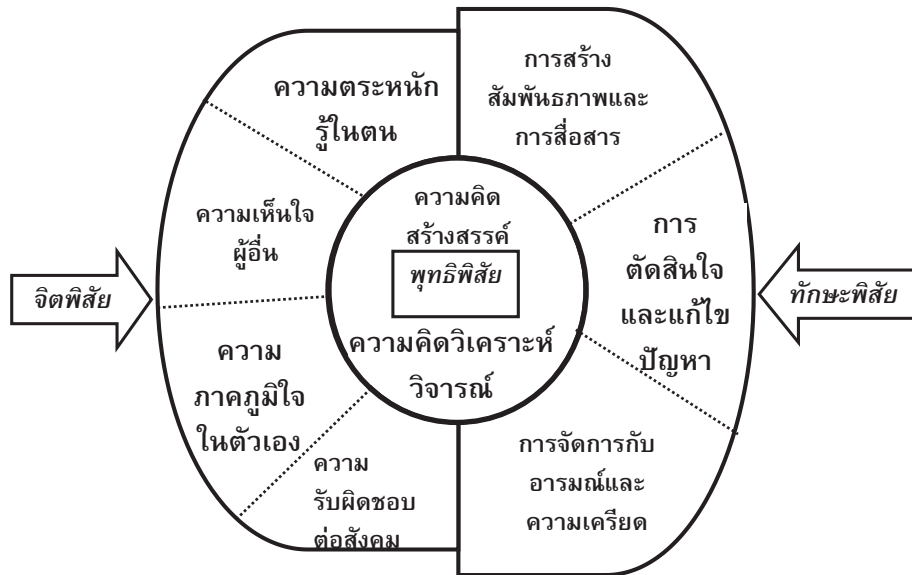 ความตระหนัก
รู้ในตน
การสร้าง
สัมพันธภาพและ
การสื่อสาร
ความเห็นใจ
ผู้อื่น
ความคิด
สร้างสรรค์
พุทธิพิสัย
ความคิดวิเคราะห์
วิจารณ์
การ
ตัดสินใจ
และแก้ไข
ปัญหา
จิตพิสัย
ทักษะพิสัย
ความ
ภาคภูมิใจ
ในตัวเอง
ความ
รับผิดชอบ
ต่อสังคม
การจัดการกับ
อารมณ์และ
ความเครียด